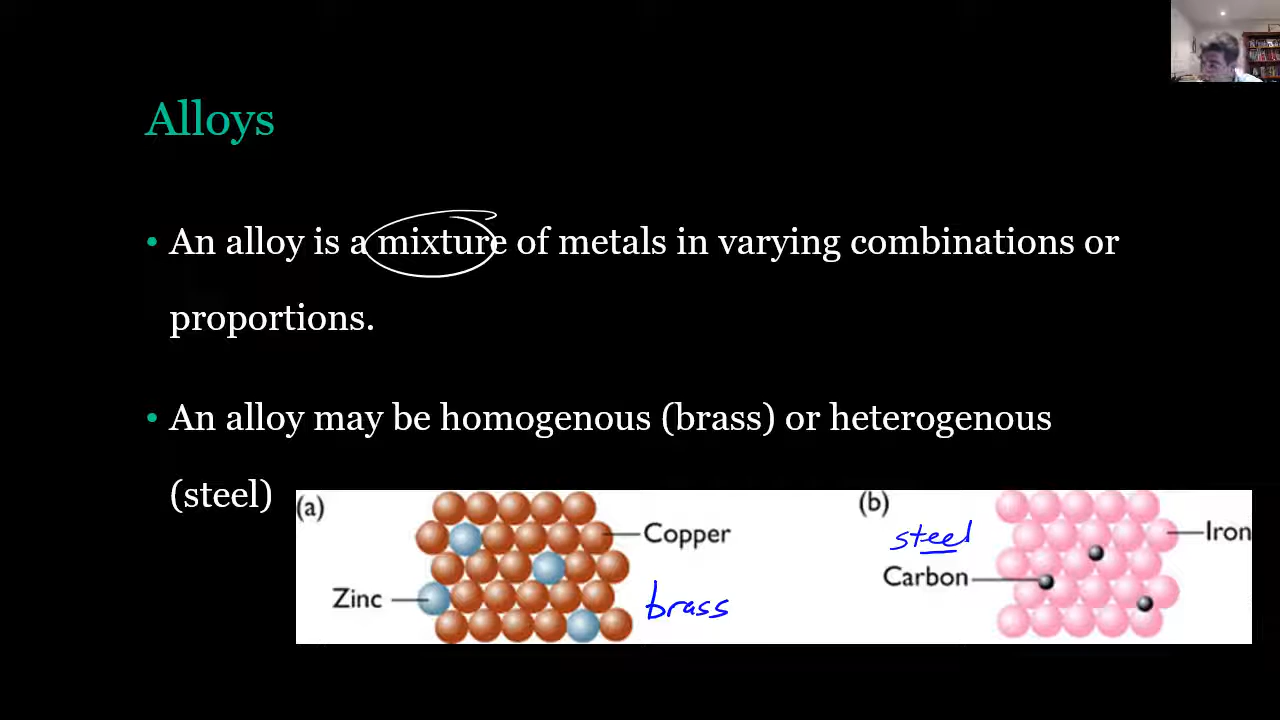 Alloys
• An alloy is a mixture of metals in varying combinations or
proportions.
• An alloy may be homogenous (brass) or heterogenous
(steel)
(a)
Copper
Zinc
brass
(b)
steel
Iron
Carbon